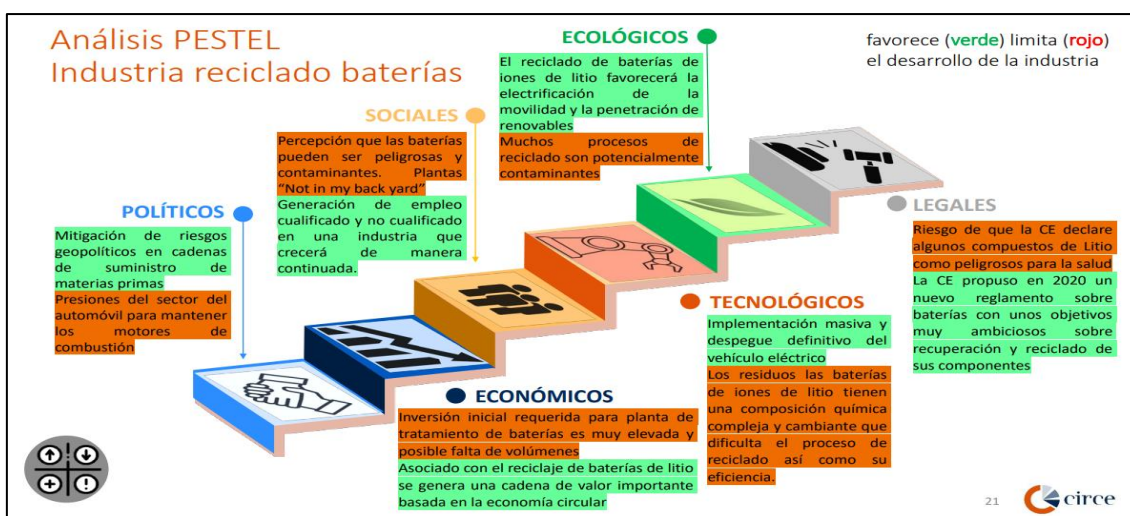 Análisis PESTEL
Industria reciclado baterías
favorece (verde) limita (rojo)
el desarrollo de la industria
POLÍTICOS
Mitigación de riesgos
geopolíticos en cadenas
de suministro de
materias primas
Presiones del sector del
automóvil para mantener
los motores de
combustión
ECONÓMICOS
Inversión inicial requerida para planta de
tratamiento de baterías es muy elevada y
posible falta de volúmenes
Asociado con el reciclaje de baterías de litio
se genera una cadena de valor importante
basada en la economía circular
SOCIALES
Percepción que las baterías
pueden ser peligrosas y
contaminantes. Plantas
“Not in my back yard”
Generación de empleo
cualificado y no cualificado
en una industria que
crecerá de manera
continuada.
TECNOLÓGICOS
Implementación masiva y
despegue definitivo del
vehículo eléctrico
Los residuos las baterías
de iones de litio tienen
una composición química
compleja y cambiante que
dificulta el proceso de
reciclado así como su
eficiencia.
ECOLÓGICOS
El reciclado de baterías de
iones de litio favorecerá la
electrificación de la
movilidad y la penetración de
renovables
Muchos procesos de
reciclado son potencialmente
contaminantes
LEGALES
Riesgo de que la CE declare
algunos compuestos de Litio
como peligrosos para la salud
La CE propuso en 2020 un
nuevo reglamento sobre
baterías con unos objetivos
muy ambiciosos sobre
recuperación y reciclado de
sus componentes
21
circe